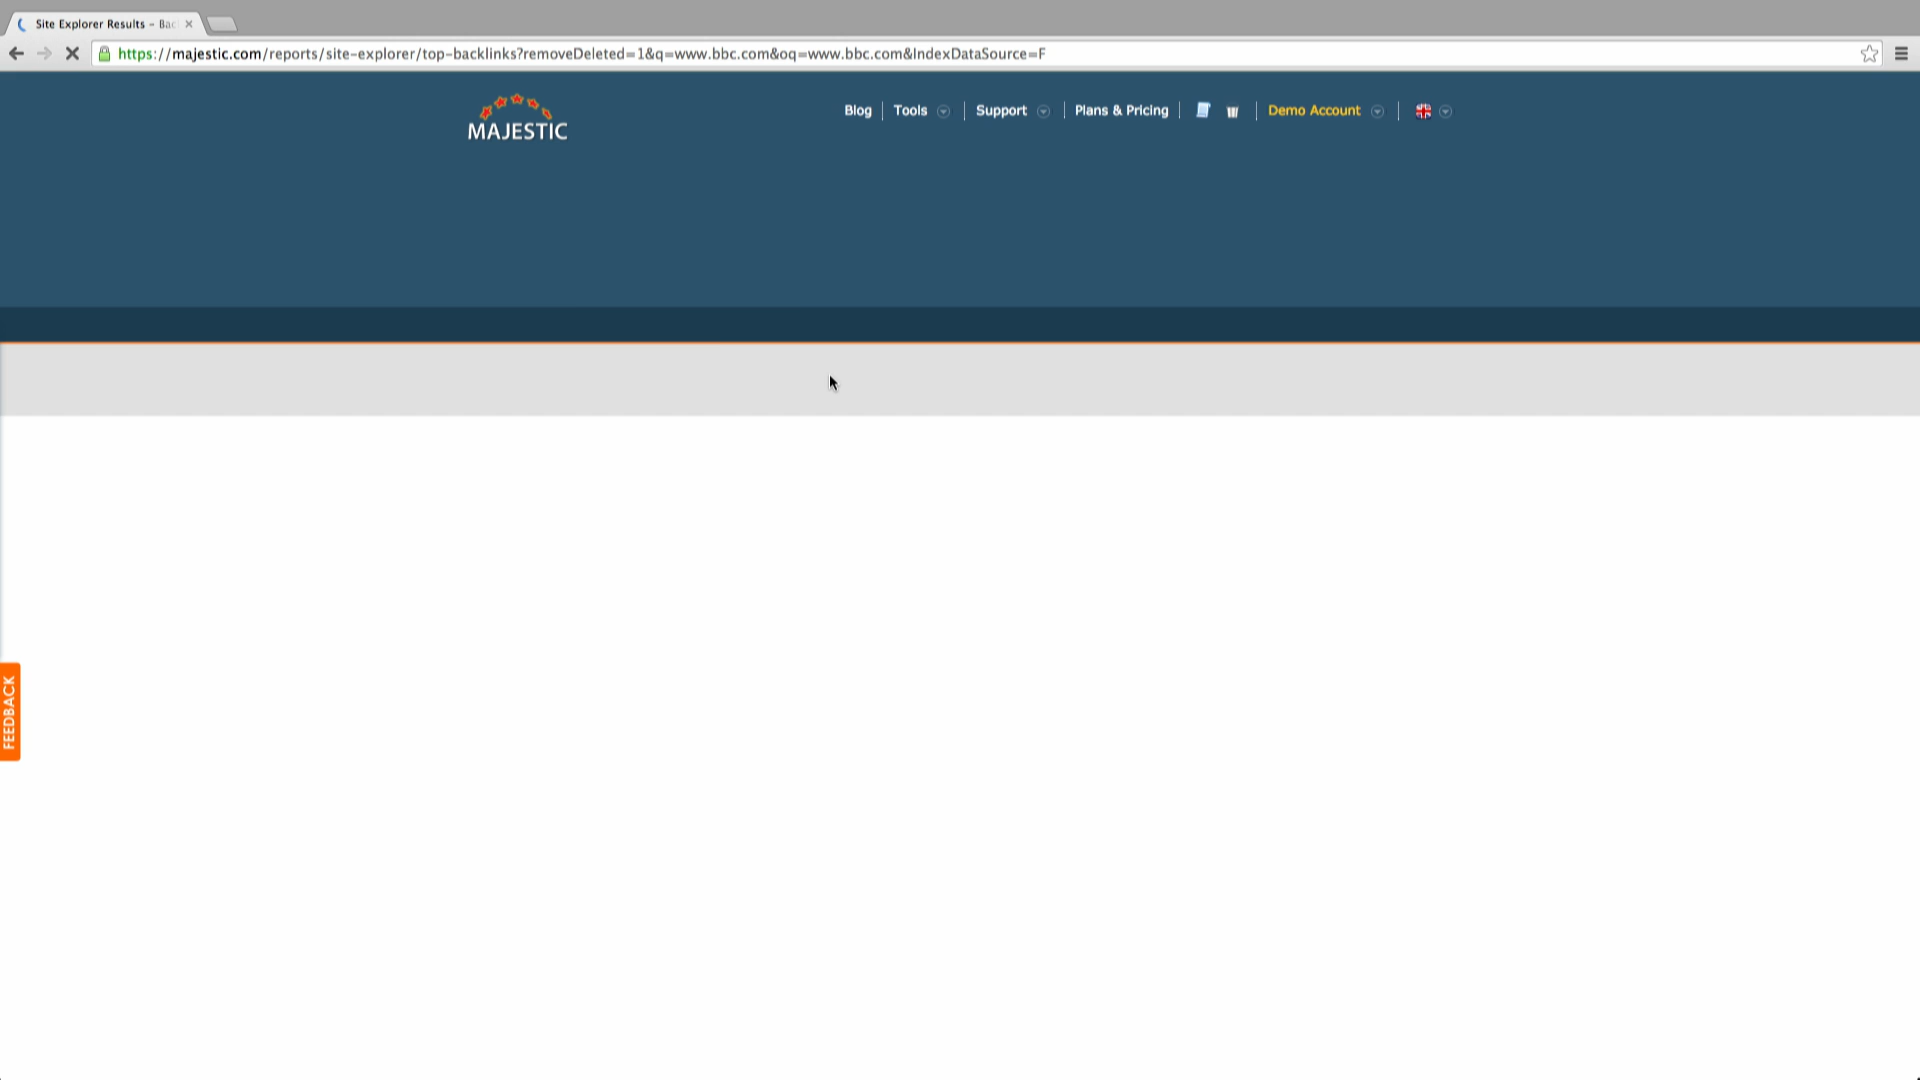 Site Explorer Results - Bac
https://majestic.com/reports/site-explorer/top-backlinks?removeDeleted=1&q=www.bbc.com&oq=www.bbc.com&IndexDataSource=F
MAJESTIC
Blog Tools Support Plans & Pricing Demo Account
FEEDBACK